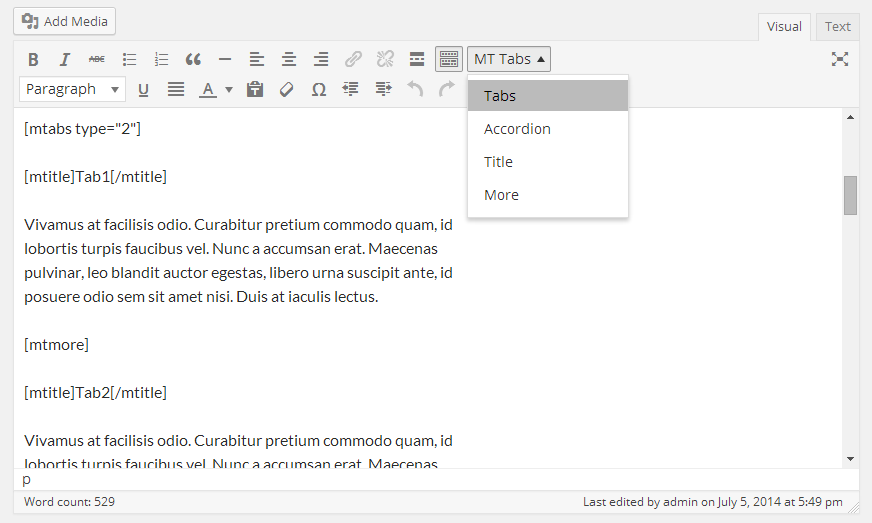 Add Media
Visual
Text
B I ABC
MT Tabs
Paragraph
U A Ω
Tabs
Accordion
Title
More
[mtabs type="2"]
[mtitle]Tab1[/mtitle]
Vivamus at facilisis odio. Curabitur pretium commodo quam, id
lobortis turpis faucibus vel. Nunc a accumsan erat. Maecenas
pulvinar, leo blandit auctor egestas, libero urna suscipit ante, id
posuere odio sem sit amet nisi. Duis at iaculis lectus.
[mtmore]
[mtitle]Tab2[/mtitle]
Vivamus at facilisis odio. Curabitur pretium commodo quam, id
lobortis turpis faucibus vel. Nunc a accumsan erat. Maecenas
p
Word count: 529
Last edited by admin on July 5, 2014 at 5:49 pm